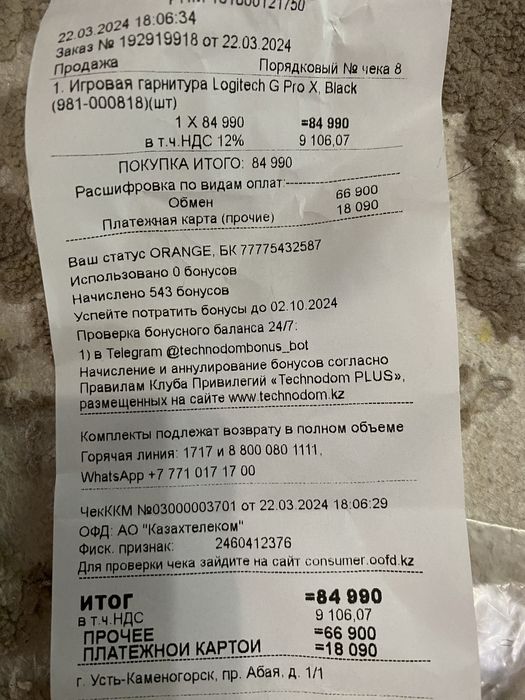 22.03.2024 18:06:34
Заказ № 192919918 от 22.03.2024
Продажа Порядковый № чека 8
1. Игровая гарнитура Logitech G Pro X, Black
(981-000818)(шт)
1 X 84 990 =84 990
в т.ч.НДС 12% 9 106,07
ПОКУПКА ИТОГО: 84 990
Расшифровка по видам оплат:
Обмен 66 900
Платежная карта (прочие) 18 090
Ваш статус ORANGE, БК 77775432587
Использовано 0 бонусов
Начислено 543 бонусов
Успейте потратить бонусы до 02.10.2024
Проверка бонусного баланса 24/7:
1) в Telegram @technodombonus_bot
Начисление и аннулирование бонусов согласно
Правилам Клуба Привилегий «Technodom PLUS»,
размещенных на сайте www.technodom.kz
Комплекты подлежат возврату в полном объеме
Горячая линия: 1717 и 8 800 080 1111,
WhatsApp +7 771 017 17 00
ЧекККМ №03000003701 от 22.03.2024 18:06:29
ОФД: АО "Казахтелеком"
Фиск. признак: 2460412376
Для проверки чека зайдите на сайт consumer.oofd.kz
ИТОГ =84 990
в т.ч.НДС 9 106,07
ПРОЧЕЕ =66 900
ПЛАТЕЖНОЙ КАРТОЙ =18 090
г. Усть-Каменогорск, пр. Абая, д. 1/1